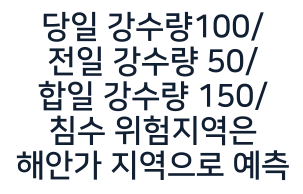 당일 강수량100/
전일 강수량 50/
합일 강수량 150/
침수 위험지역은
해안가 지역으로 예측